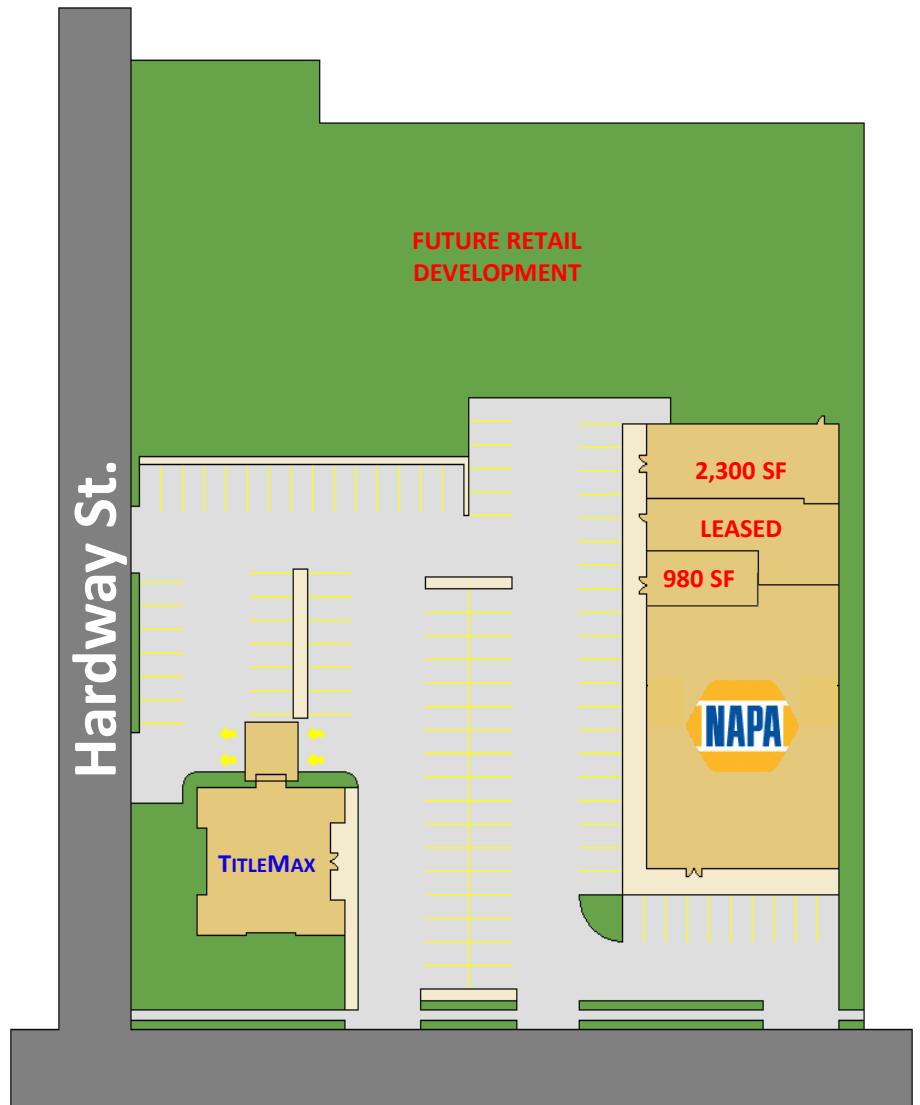 FUTURE RETAIL
DEVELOPMENT
Hardway St.
2,300 SF
LEASED
980 SF
NAPA
TITLEMAX